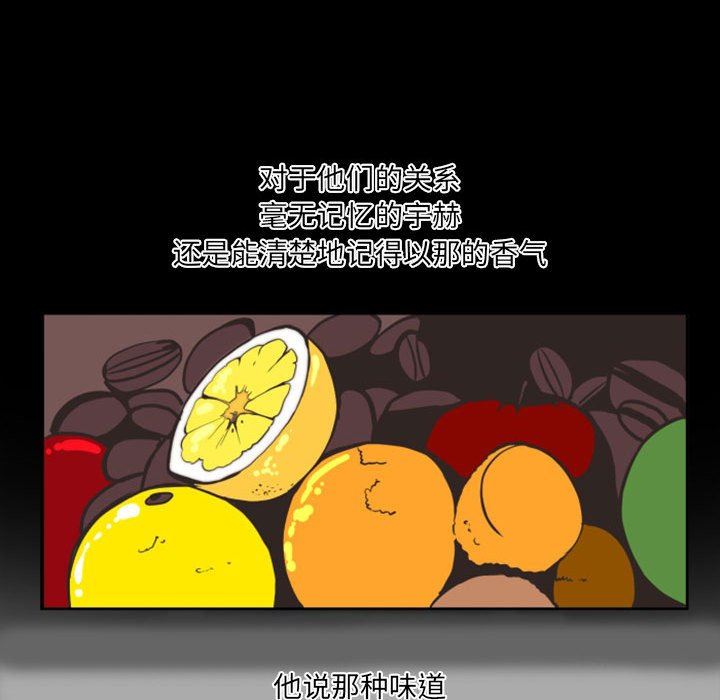 对于他们的关系
毫无记忆的宇赫
还是能清楚地记得以那的香气
他说那种味道